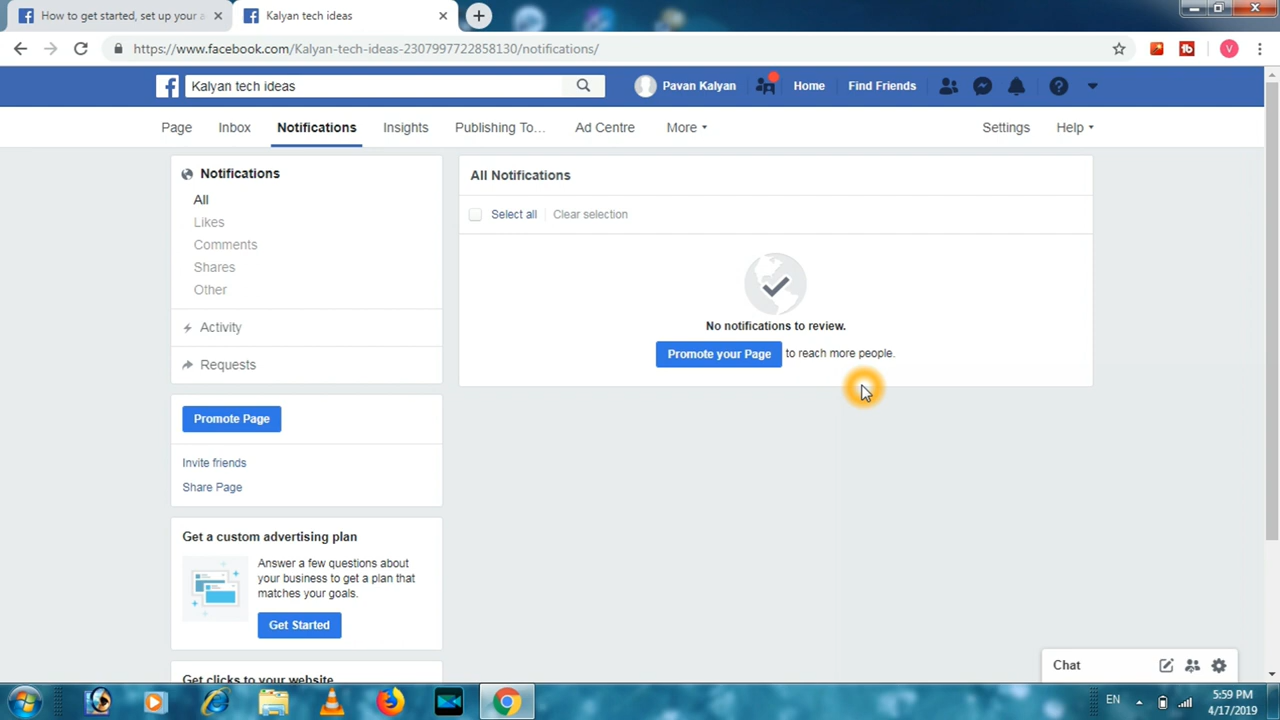 How to get started, set up your a
Kalyan tech ideas
https://www.facebook.com/Kalyan-tech-ideas-2307997722858130/notifications/
V
Kalyan tech ideas
Pavan Kalyan
Home
Find Friends
Page
Inbox
Notifications
Insights
Publishing To...
Ad Centre
More
Settings
Help
Notifications
All
Likes
Comments
Shares
Other
Activity
Requests
Promote Page
Invite friends
Share Page
Get a custom advertising plan
Answer a few questions about
your business to get a plan that
matches your goals.
Get Started
Get clicks to your website
All Notifications
Select all
Clear selection
No notifications to review.
Promote your Page to reach more people.
Chat
EN
5:59 PM
4/17/2019